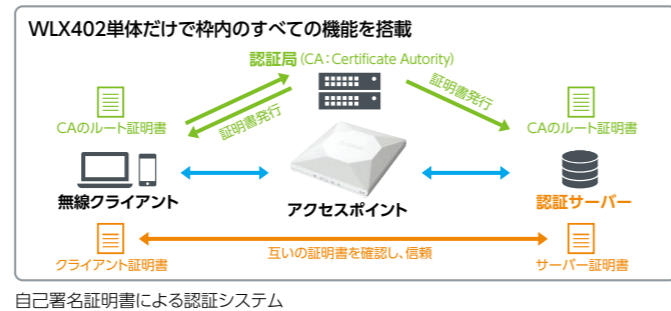 WLX402単体だけで枠内のすべての機能を搭載
認証局(CA:Certificate Autority)
証明書発行
証明書発行
CAのルート証明書
CAのルート証明書
無線クライアント
アクセスポイント
認証サーバー
互いの証明書を確認し、信頼
クライアント証明書
サーバー証明書
自己署名証明書による認証システム